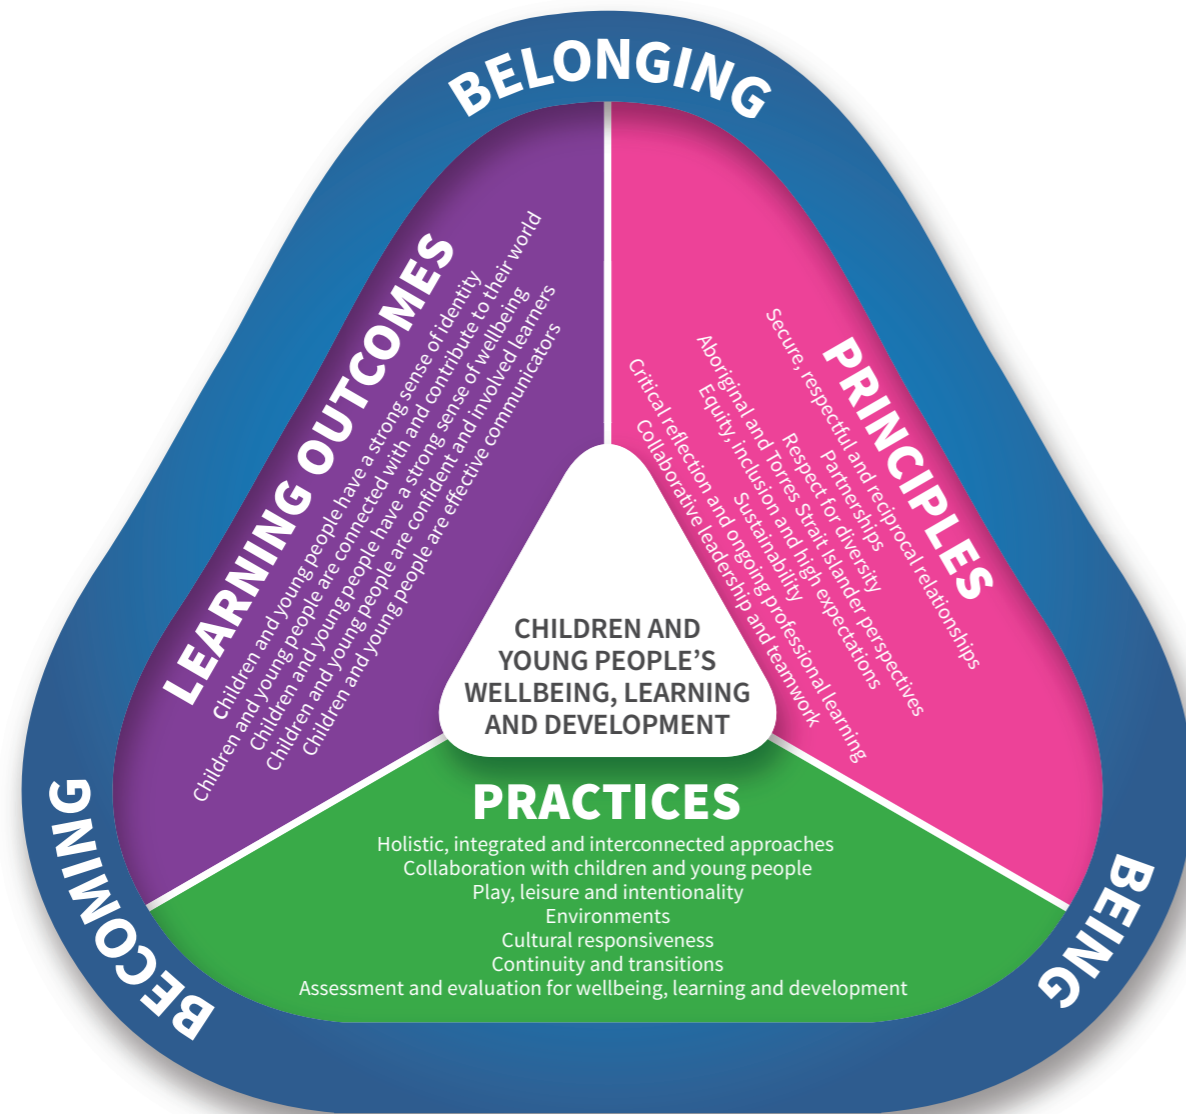 BELONGING
LEARNING OUTCOMES
Children and young people have a strong sense of identity
Children and young people are connected with and contribute to their world
Children and young people have a strong sense of wellbeing
Children and young people are confident and involved learners
Children and young people are effective communicators
PRINCIPLES
Secure, respectful and reciprocal relationships
Partnerships
Respect for diversity
Aboriginal and Torres Strait Islander perspectives
Equity, inclusion and high expectations
Sustainability
Critical reflection and ongoing professional learning
Collaborative leadership and teamwork
CHILDREN AND
YOUNG PEOPLE’S
WELLBEING, LEARNING
AND DEVELOPMENT
PRACTICES
Holistic, integrated and interconnected approaches
Collaboration with children and young people
Play, leisure and intentionality
Environments
Cultural responsiveness
Continuity and transitions
Assessment and evaluation for wellbeing, learning and development
BECOMING
BEING